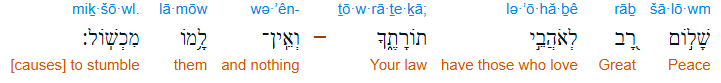 miḵ·šō·wl. lā·mōw wə·’ên- tō·w·rā·ṯe·ḵā; lə·’ō·hă·ḇê rāḇ šā·lō·wm
שָׁל֣וֹם רָ֭ב לְאֹהֲבֵ֣י תוֹרָתֶ֑ךָ – וְאֵֽין־ לָ֣מוֹ מִכְשֽׁוֹל׃
[causes] to stumble them and nothing Your law have those who love Great Peace